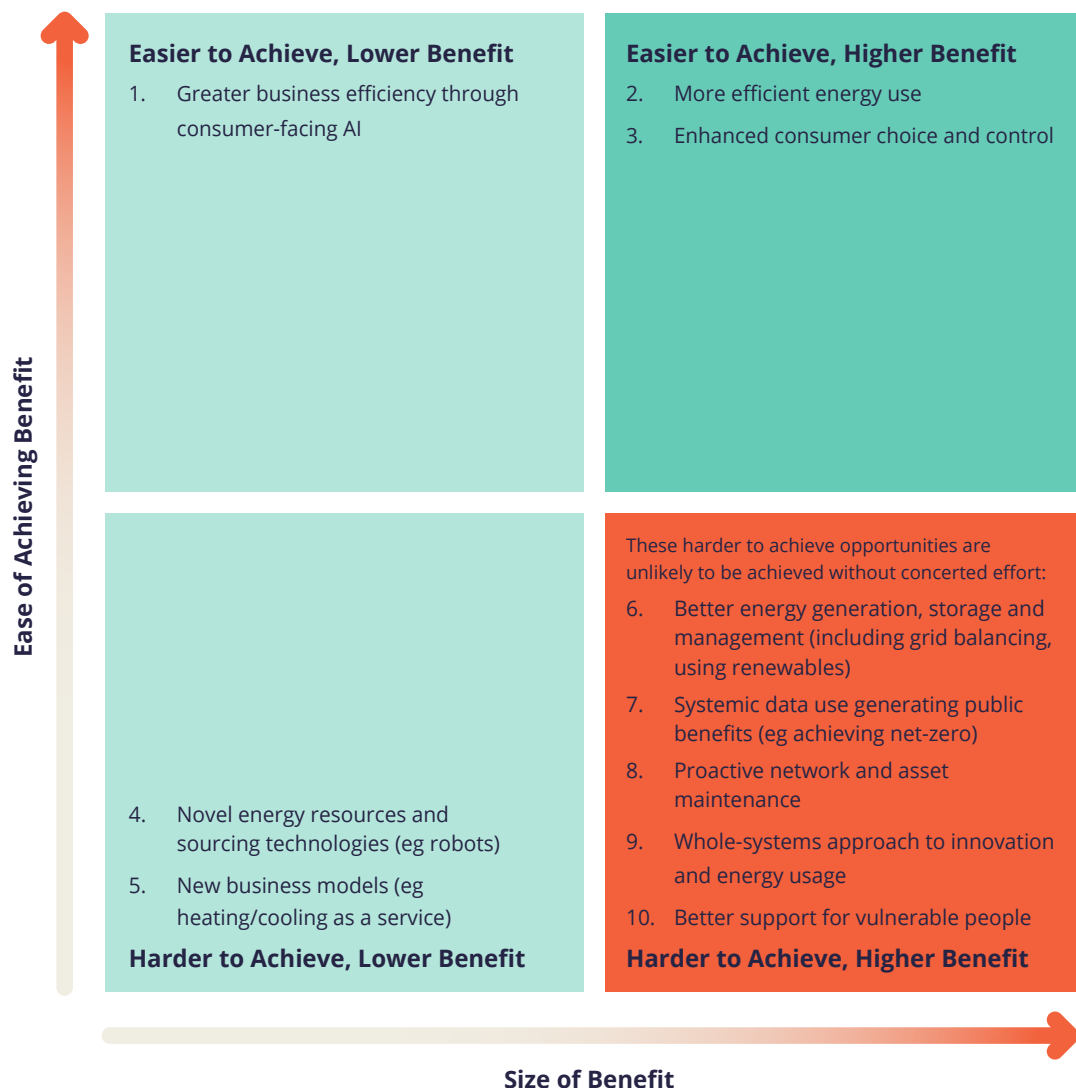 Easier to Achieve, Lower Benefit
1. Greater business efficiency through
consumer-facing AI
Easier to Achieve, Higher Benefit
2. More efficient energy use
3. Enhanced consumer choice and control
Ease of Achieving Benefit
4. Novel energy resources and
sourcing technologies (eg robots)
5. New business models (eg
heating/cooling as a service)
Harder to Achieve, Lower Benefit
These harder to achieve opportunities are
unlikely to be achieved without concerted effort:
6. Better energy generation, storage and
management (including grid balancing,
using renewables)
7. Systemic data use generating public
benefits (eg achieving net-zero)
8. Proactive network and asset
maintenance
9. Whole-systems approach to innovation
and energy usage
10. Better support for vulnerable people
Harder to Achieve, Higher Benefit
Size of Benefit